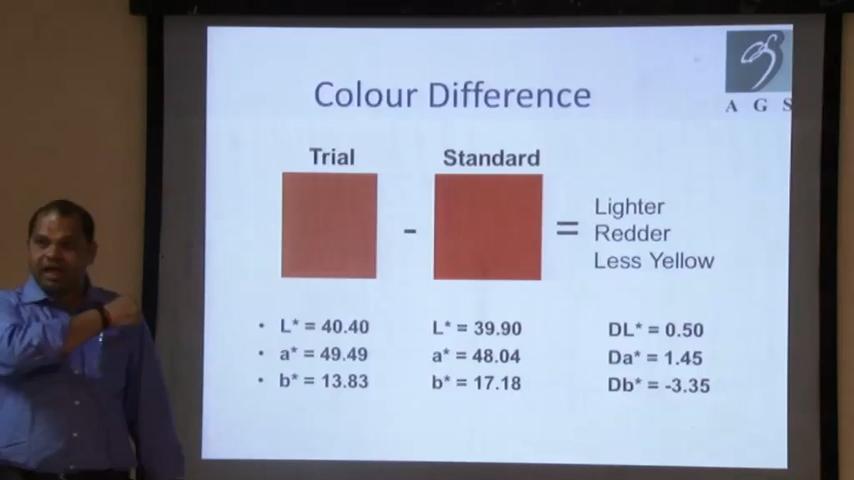 Colour Difference
A G S
Trial - Standard = Lighter
Redder
Less Yellow
• L* = 40.40 L* = 39.90 DL* = 0.50
• a* = 49.49 a* = 48.04 Da* = 1.45
• b* = 13.83 b* = 17.18 Db* = -3.35